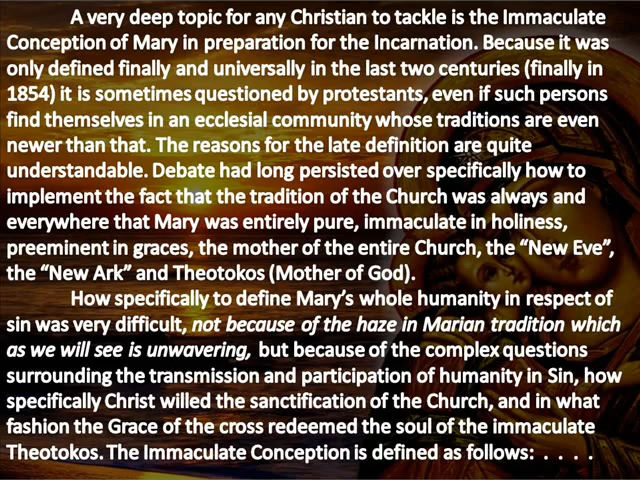 A very deep topic for any Christian to tackle is the Immaculate
Conception of Mary in preparation for the Incarnation. Because it was
only defined finally and universally in the last two centuries (finally in
1854) it is sometimes questioned by protestants, even if such persons
find themselves in an ecclesial community whose traditions are even
newer than that. The reasons for the late definition are quite
understandable. Debate had long persisted over specifically how to
implement the fact that the tradition of the Church was always and
everywhere that Mary was entirely pure, immaculate in holiness,
preeminent in graces, the mother of the entire Church, the “New Eve”,
the “New Ark” and Theotokos (Mother of God).
How specifically to define Mary’s whole humanity in respect of
sin was very difficult, not because of the haze in Marian tradition which
as we will see is unwavering, but because of the complex questions
surrounding the transmission and participation of humanity in Sin, how
specifically Christ willed the sanctification of the Church, and in what
fashion the Grace of the cross redeemed the soul of the immaculate
Theotokos. The Immaculate Conception is defined as follows: . . . .